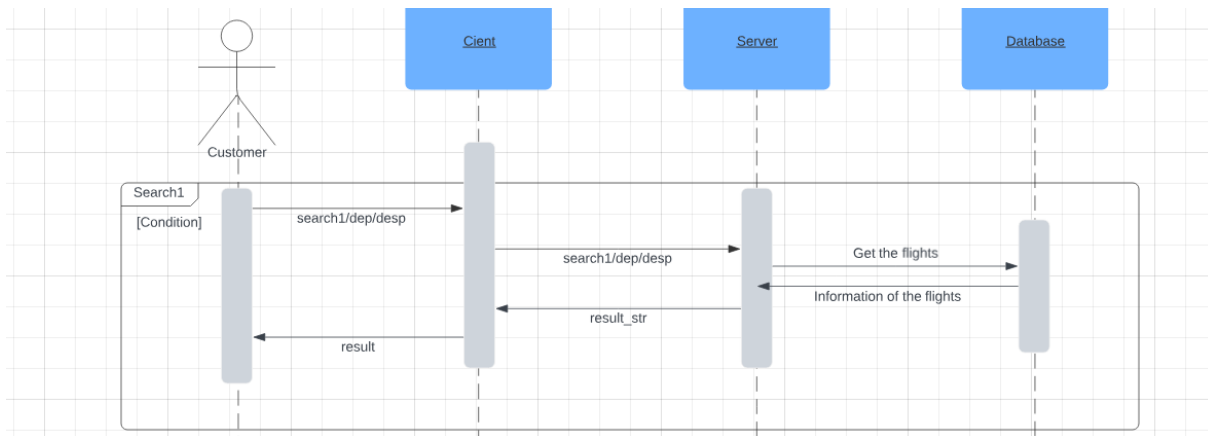 Cient
Server
Database
Customer
Search1
[Condition]
search1/dep/desp
search1/dep/desp
Get the flights
Information of the flights
result_str
result